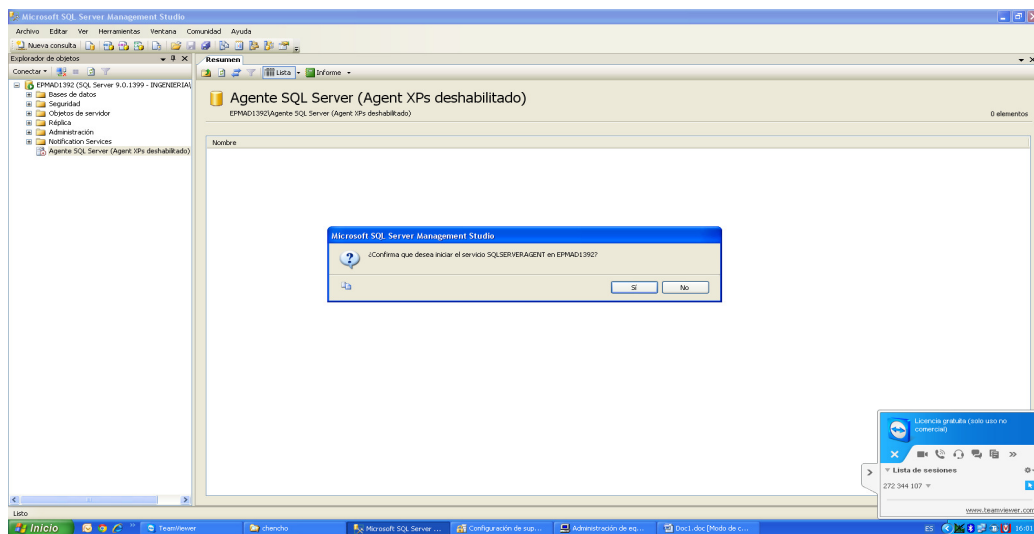 Microsoft SQL Server Management Studio
Archivo Editar Ver Herramientas Ventana Comunidad Ayuda
Nueva consulta
Explorador de objetos
Resumen
Conectar
Lista
Informe
EPMAD1392 (SQL Server 9.0.1399 - INGENIERIA\
Bases de datos
Seguridad
Objetos de servidor
Réplica
Administración
Notification Services
Agente SQL Server (Agent XPs deshabilitado)
Agente SQL Server (Agent XPs deshabilitado)
EPMAD1392\Agente SQL Server (Agent XPs deshabilitado)
0 elementos
Nombre
Microsoft SQL Server Management Studio
¿Confirma que desea iniciar el servicio SQLSERVERAGENT en EPMAD1392?
Sí
No
Licencia gratuita (solo uso no comercial)
Lista de sesiones
272 344 107
www.teamviewer.com
Listo
Inicio
TeamViewer
chencho
Microsoft SQL Server ...
Configuración de sup...
Administración de eq...
Doc1.doc [Modo de c...
ES
16:01